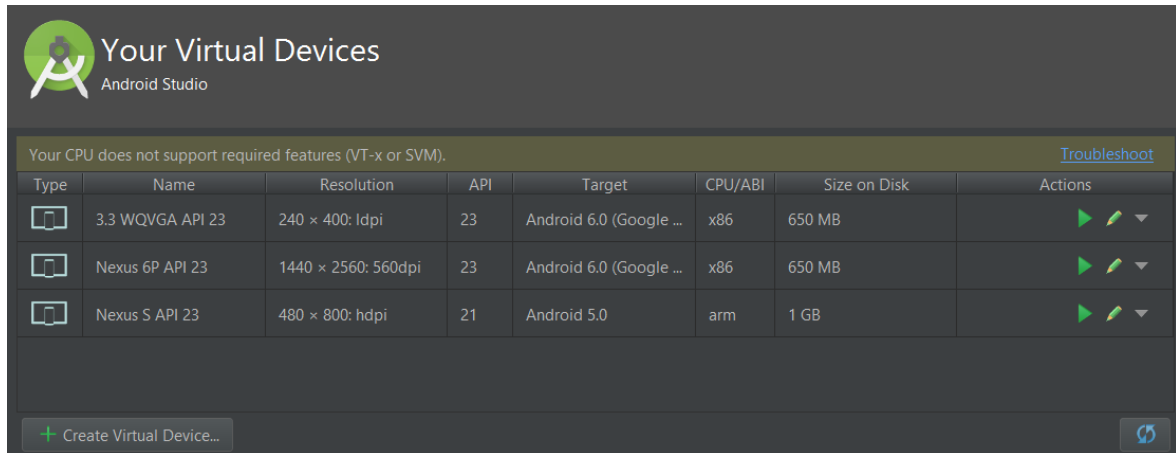 Your Virtual Devices
Android Studio
Your CPU does not support required features (VT-x or SVM). Troubleshoot
Type Name Resolution API Target CPU/ABI Size on Disk Actions
3.3 WQVGA API 23 240 × 400: ldpi 23 Android 6.0 (Google ... x86 650 MB
Nexus 6P API 23 1440 × 2560: 560dpi 23 Android 6.0 (Google ... x86 650 MB
Nexus S API 23 480 × 800: hdpi 21 Android 5.0 arm 1 GB
Create Virtual Device...